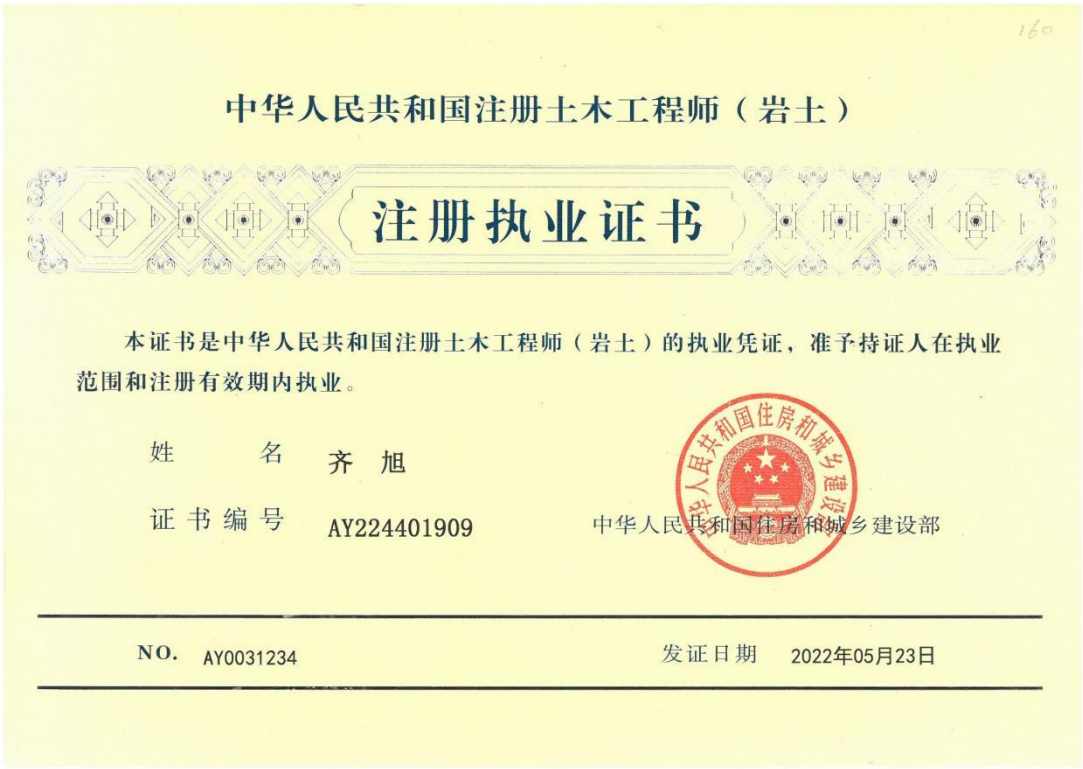 160
中华人民共和国注册土木工程师（岩土）
注册执业证书
本证书是中华人民共和国注册土木工程师（岩土）的执业凭证，准予持证人在执业
范围和注册有效期内执业。
姓名 齐旭
中华人民共和国住房和城乡建设部
证书编号 AY224401909
中华人民共和国住房和城乡建设部
NO. AY0031234
发证日期 2022年05月23日